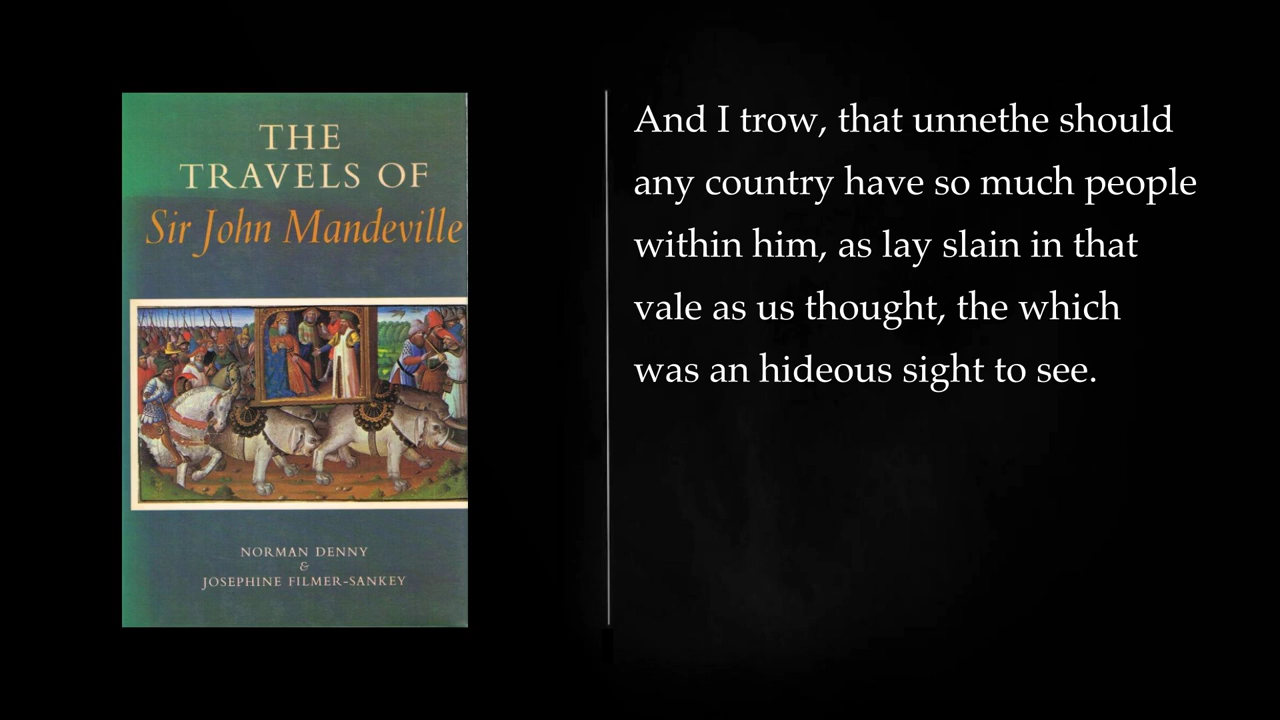 THE
TRAVELS OF
Sir John Mandeville
NORMAN DENNY
&
JOSEPHINE FILMER-SANKEY
And I trow, that unnethe should
any country have so much people
within him, as lay slain in that
vale as us thought, the which
was an hideous sight to see.